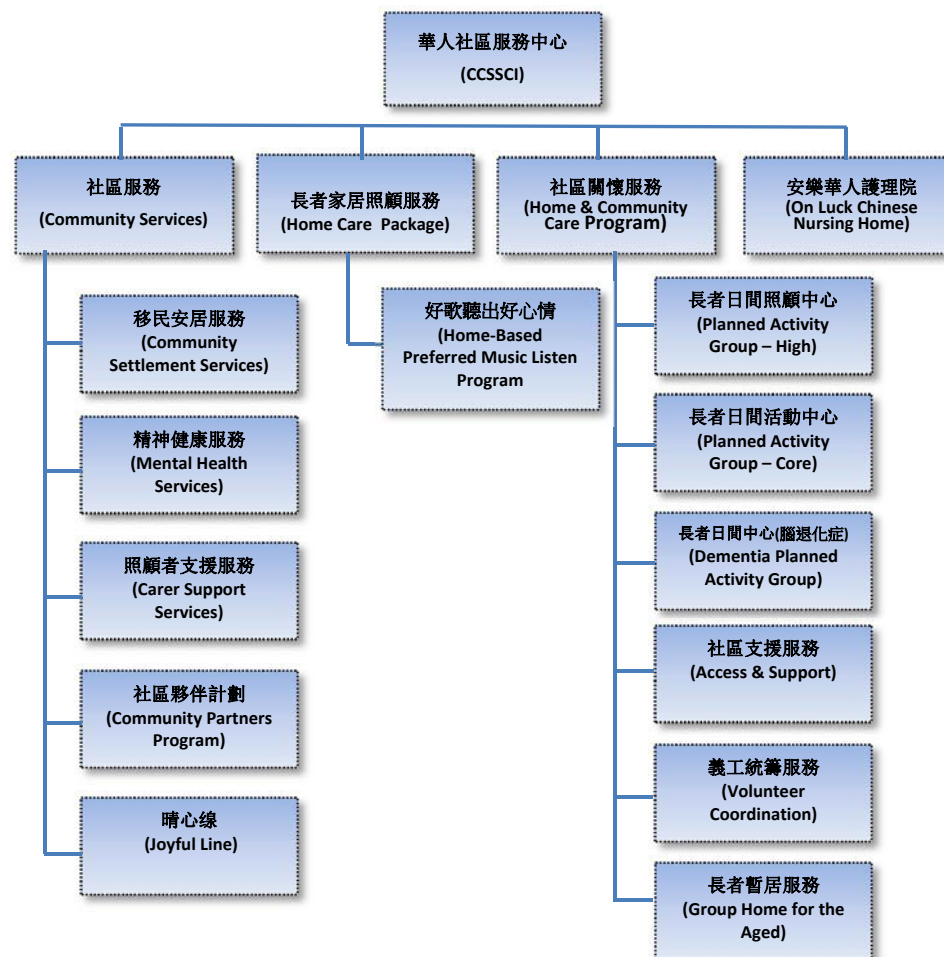 華人社區服務中心
(CCSSCI)
社區服務
(Community Services)
長者家居照顧服務
(Home Care Package)
社區關懷服務
(Home & Community
Care Program)
安樂華人護理院
(On Luck Chinese
Nursing Home)
移民安居服務
(Community
Settlement Services)
精神健康服務
(Mental Health
Services)
照顧者支援服務
(Carer Support
Services)
社區夥伴計劃
(Community Partners
Program)
晴心线
(Joyful Line)
好歌聽出好心情
(Home-Based
Preferred Music Listen
Program
長者日間照顧中心
(Planned Activity
Group – High)
長者日間活動中心
(Planned Activity
Group – Core)
長者日間中心(腦退化症)
(Dementia Planned
Activity Group)
社區支援服務
(Access & Support)
義工統籌服務
(Volunteer
Coordination)
長者暫居服務
(Group Home for the
Aged)